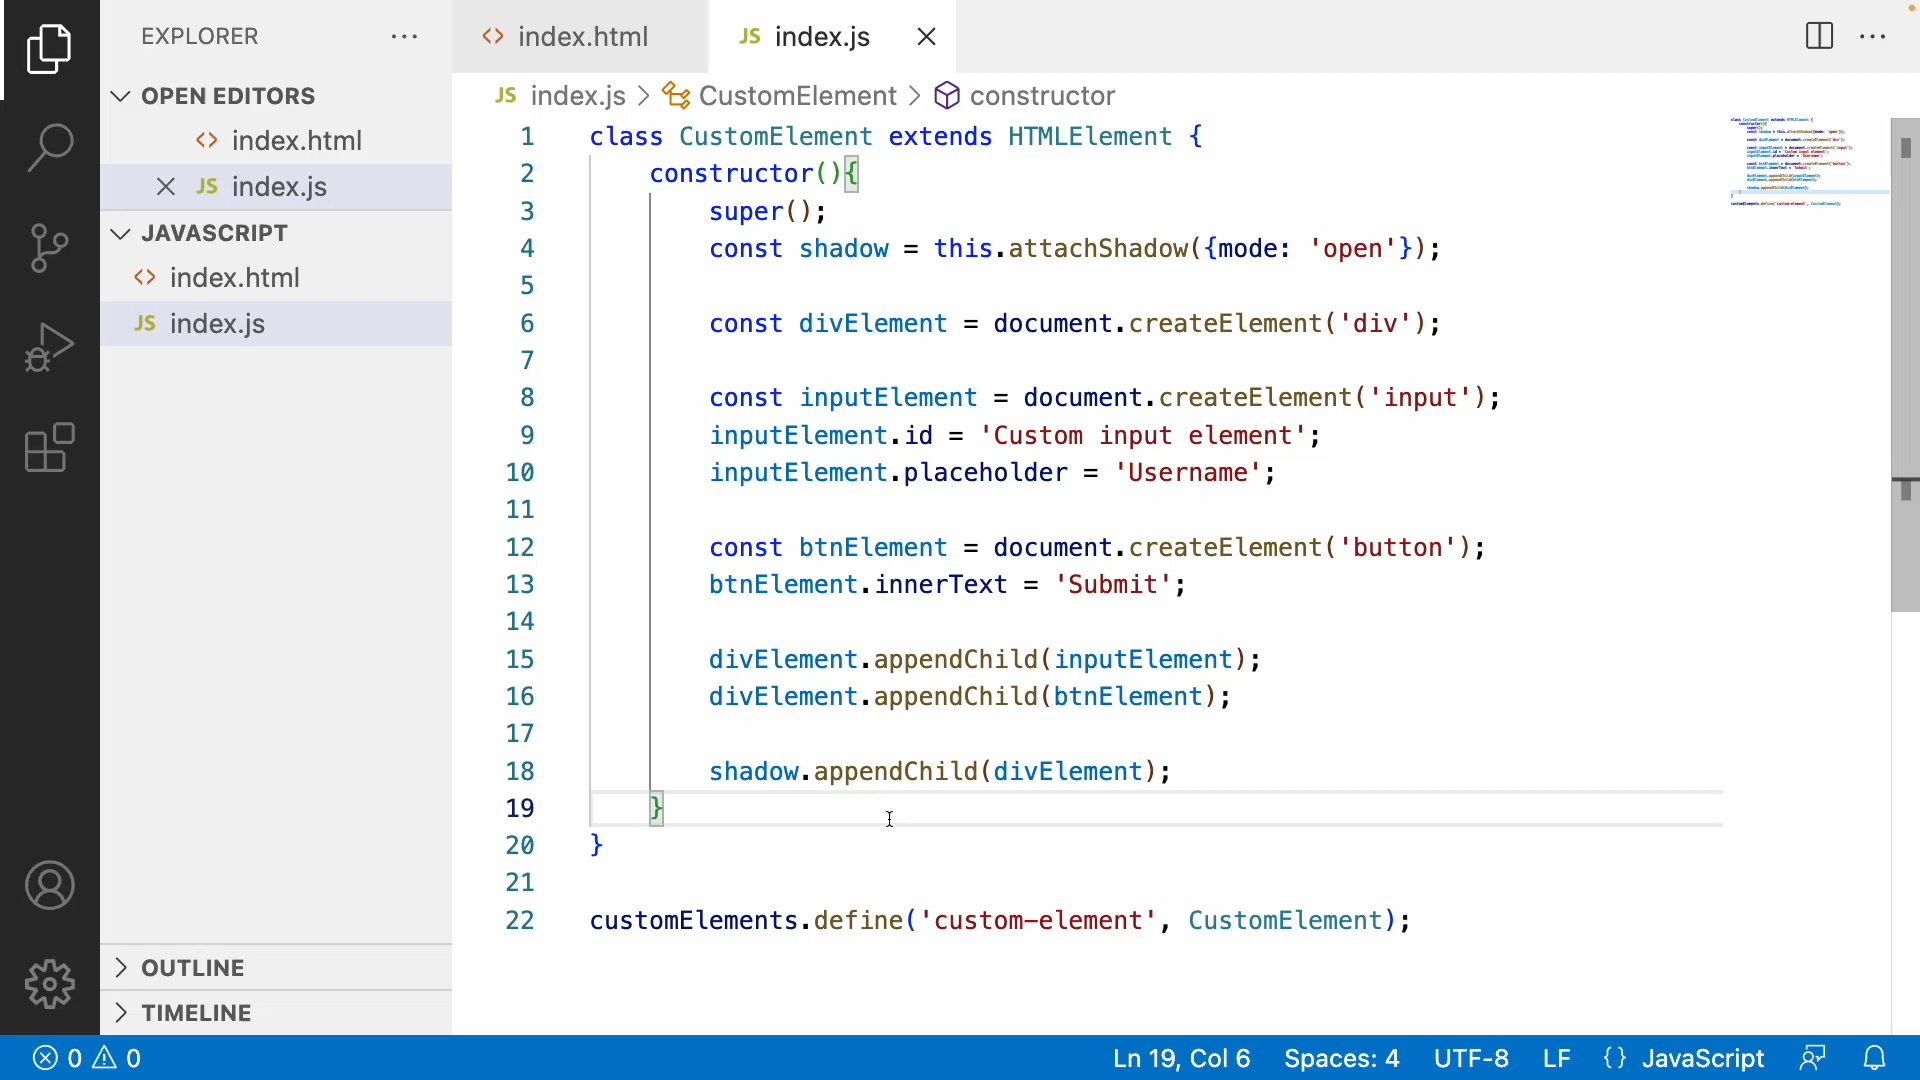 EXPLORER
OPEN EDITORS
index.html
JS index.js
JAVASCRIPT
index.html
JS index.js
OUTLINE
TIMELINE
index.html
JS index.js
JS index.js > CustomElement > constructor
1 class CustomElement extends HTMLElement {
2 constructor(){
3 super();
4 const shadow = this.attachShadow({mode: 'open'});
5
6 const divElement = document.createElement('div');
7
8 const inputElement = document.createElement('input');
9 inputElement.id = 'Custom input element';
10 inputElement.placeholder = 'Username';
11
12 const btnElement = document.createElement('button');
13 btnElement.innerText = 'Submit';
14
15 divElement.appendChild(inputElement);
16 divElement.appendChild(btnElement);
17
18 shadow.appendChild(divElement);
19 }
20 }
21
22 customElements.define('custom-element', CustomElement);
0 0
Ln 19, Col 6 Spaces: 4 UTF-8 LF {} JavaScript